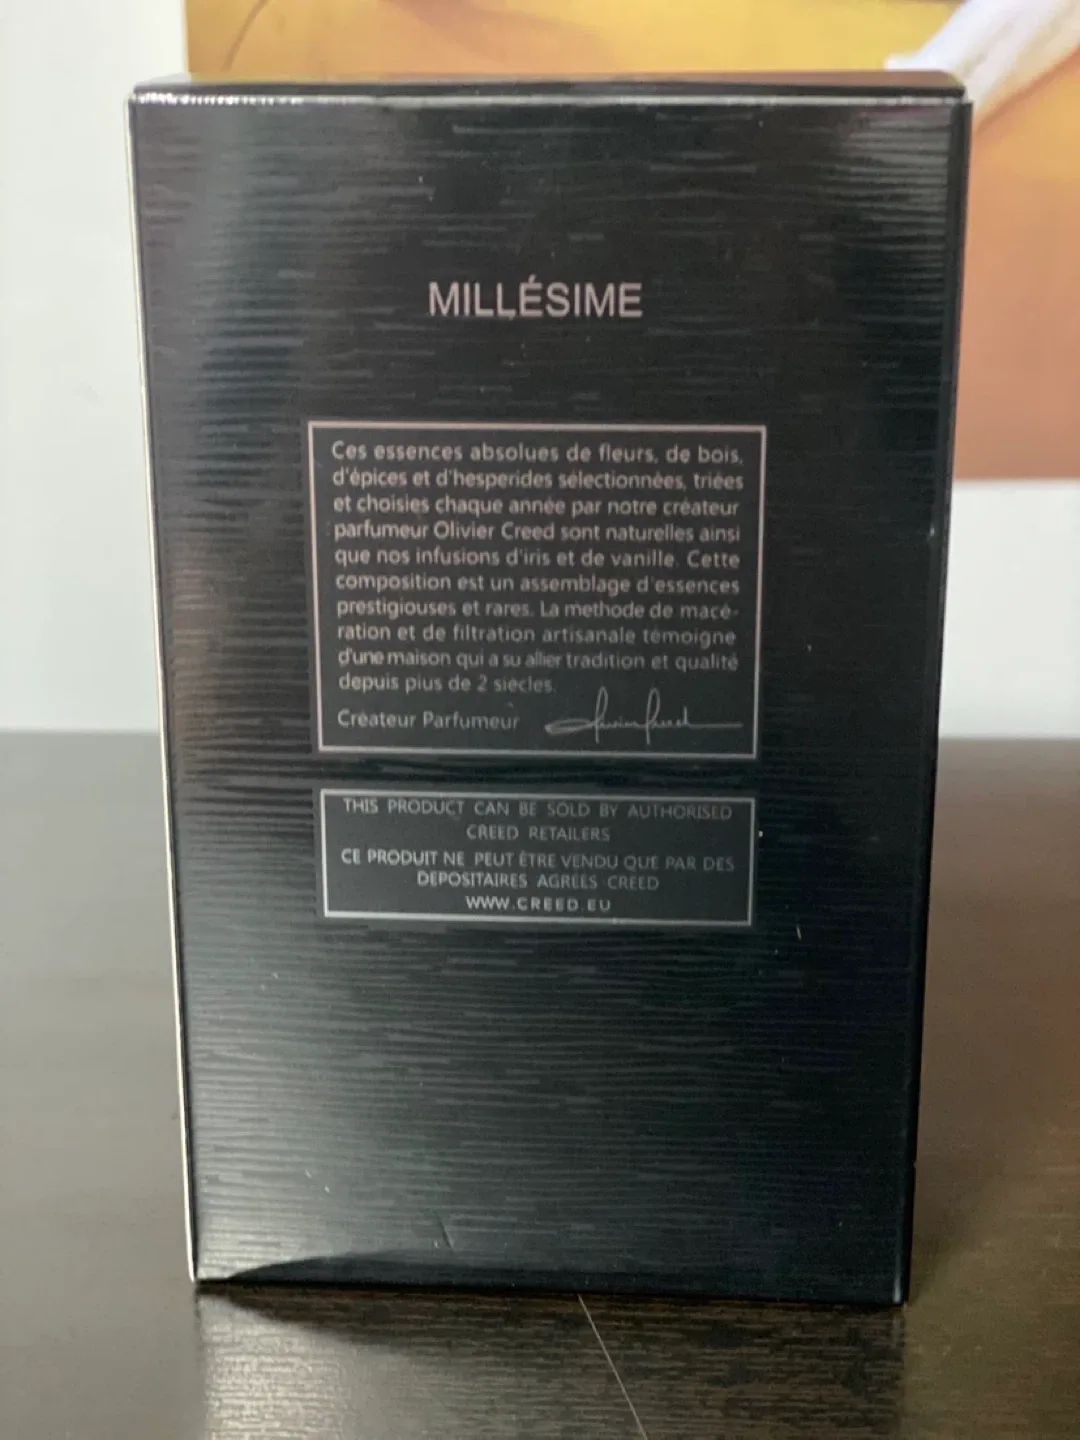 MILLÉSIME
Ces essences absolues de fleurs, de bois,
d'épices et d'hesperides sélectionnées, triées
et choisies chaque année par notre créateur
parfumeur Olivier Creed sont naturelles ainsi
que nos infusions d'iris et de vanille. Cette
composition est un assemblage d'essences
prestigiouses et rares. La methode de macé-
ration et de filtration artisanale témoigne
d'une maison qui a su allier tradition et qualité
depuis plus de 2 siècles.
Créateur Parfumeur
THIS PRODUCT CAN BE SOLD BY AUTHORISED
CREED RETAILERS
CE PRODUIT NE PEUT ÊTRE VENDU QUE PAR DES
DEPOSITAIRES AGRÉES CREED
WWW.CREED.EU